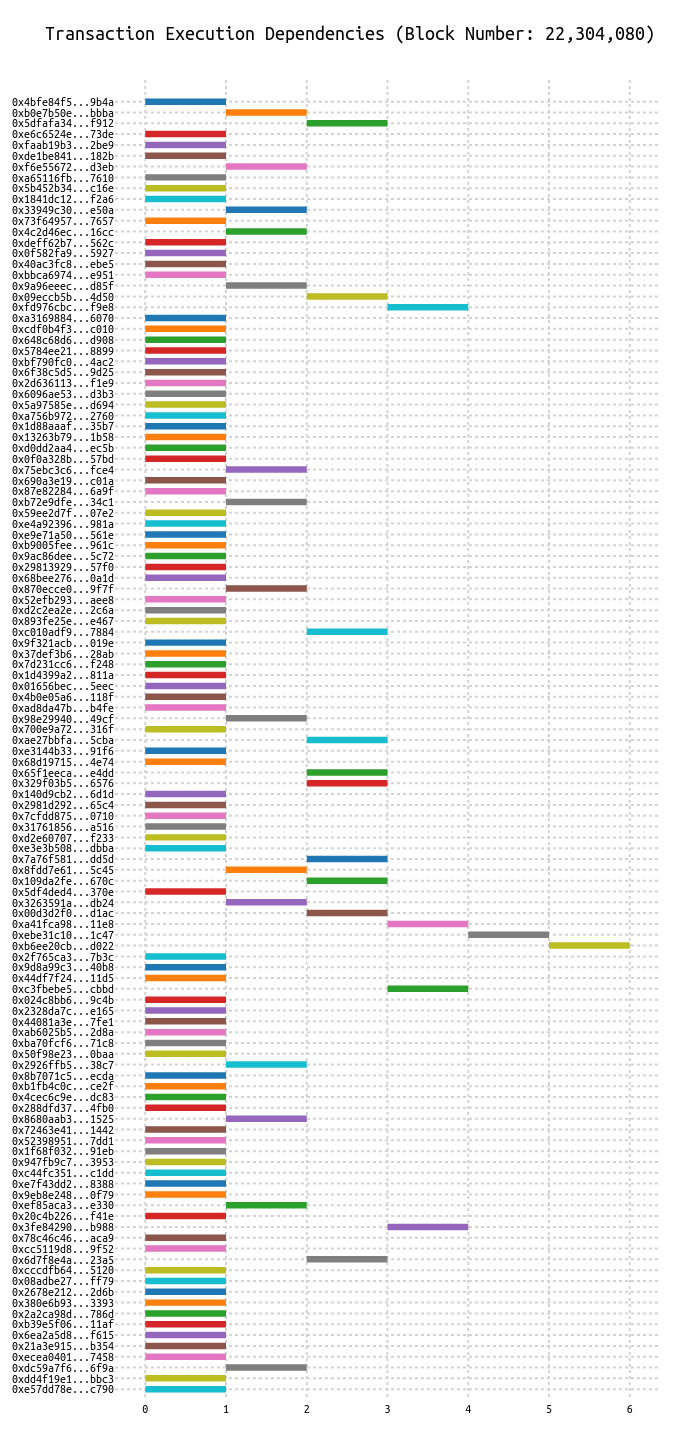 Transaction Execution Dependencies (Block Number: 22,304,080)
0x4bfe84f5...9b4a
0xb0e7b50e...bbba
0x5dfafa34...f912
0xe6c6524e...73de
0xfaab19b3...2be9
0xde1be841...182b
0xf6e55672...d3eb
0xa65116fb...7610
0x5b452b34...c16e
0x1841dc12...f2a6
0x33949c30...e50a
0x73f64957...7657
0x4c2d46ec...16cc
0xdeff62b7...562c
0x0f582fa9...5927
0x40ac3fc8...ebe5
0xbbca6974...e951
0x9a96eeec...d85f
0x09eccb5b...4d50
0xfd976cbc...f9e8
0xa3169884...6070
0xcdf0b4f3...c010
0x648c68d6...d908
0x5784ee21...8899
0xbf790fc0...4ac2
0x6f38c5d5...9d25
0x2d636113...f1e9
0x6096ae53...d3b3
0x5a97585e...d694
0xa756b972...2760
0x1d88aaaf...35b7
0x13263b79...1b58
0xd0dd2aa4...ec5b
0x0f0a328b...57bd
0x75ebc3c6...fce4
0x690a3e19...c01a
0x87e82284...6a9f
0xb72e9dfe...34c1
0x59ee2d7f...07e2
0xe4a92396...981a
0xe9e71a50...561e
0xb9005fee...961c
0x9ac86dee...5c72
0x29813929...57f0
0x68bee276...0a1d
0x870ecce0...9f7f
0x52efb293...aee8
0xd2c2ea2e...2c6a
0x893fe25e...e467
0xc010adf9...7884
0x9f321acb...019e
0x37def3b6...28ab
0x7d231cc6...f248
0x1d4399a2...811a
0x01656bec...5eec
0x4b0e05a6...118f
0xad8da47b...b4fe
0x98e29940...49cf
0x700e9a72...316f
0xae27bbfa...5cba
0xe3144b33...91f6
0x68d19715...4e74
0x65f1eeca...e4dd
0x329f03b5...6576
0x140d9cb2...6d1d
0x2981d292...65c4
0x7cfdd875...0710
0x31761856...a516
0xd2e60707...f233
0xe3e3b508...dbba
0x7a76f581...dd5d
0x8fdd7e61...5c45
0x109da2fe...670c
0x5df4ded4...370e
0x3263591a...db24
0x00d3d2f0...d1ac
0xa41fca98...11e8
0xebe31c10...1c47
0xb6ee20cb...d022
0x2f765ca3...7b3c
0x9d8a99c3...40b8
0x44df7f24...11d5
0xc3fbebe5...cbbd
0x024c8bb6...9c4b
0x2328da7c...e165
0x44081a3e...7fe1
0xab6025b5...2d8a
0xba70fcf6...71c8
0x50f98e23...0baa
0x2926ffb5...38c7
0x8b7071c5...ecda
0xb1fb4c0c...ce2f
0x4cec6c9e...dc83
0x288dfd37...4fb0
0x8680aab3...1525
0x72463e41...1442
0x52398951...7dd1
0x1f68f032...91eb
0x947fb9c7...3953
0xc44fc351...c1dd
0xe7f43dd2...8388
0x9eb8e248...0f79
0xef85aca3...e330
0x20c4b226...f41e
0x3fe84290...b988
0x78c46c46...aca9
0xcc5119d8...9f52
0x6d7f8e4a...23a5
0xcccdfb64...5120
0x08adbe27...ff79
0x2678e212...2d6b
0x380e6b93...3393
0x2a2ca98d...786d
0xb39e5f06...11af
0x6ea2a5d8...f615
0x21a3e915...b354
0xecea0401...7458
0xdc59a7f6...6f9a
0xdd4f19e1...bbc3
0xe57dd78e...c790
0 1 2 3 4 5 6